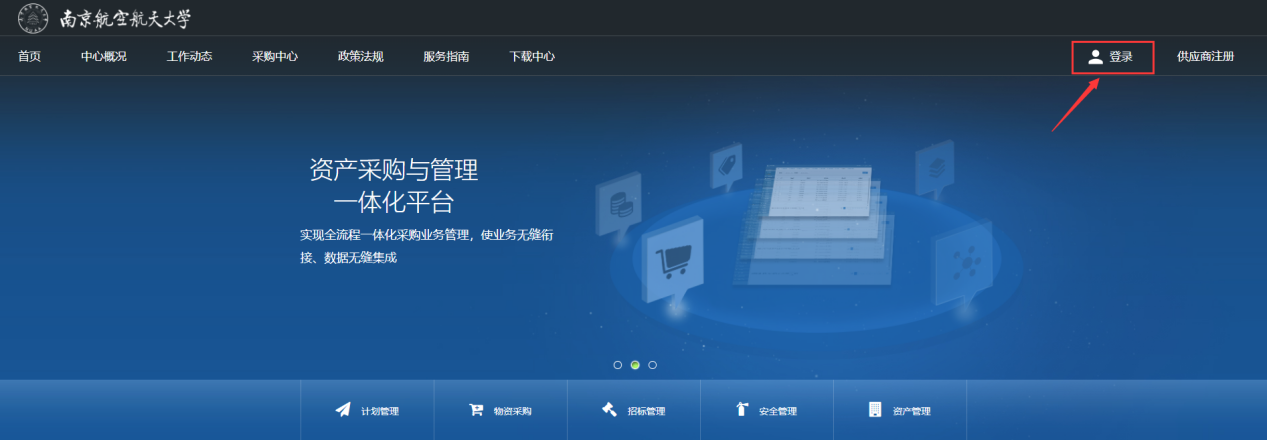 南京航空航天大学
首页 中心概况 工作动态 采购中心 政策法规 服务指南 下载中心 登录 供应商注册
资产采购与管理
一体化平台
实现全流程一体化采购业务管理，使业务无缝衔
接、数据无缝集成
计划管理 物资采购 招标管理 安全管理 资产管理